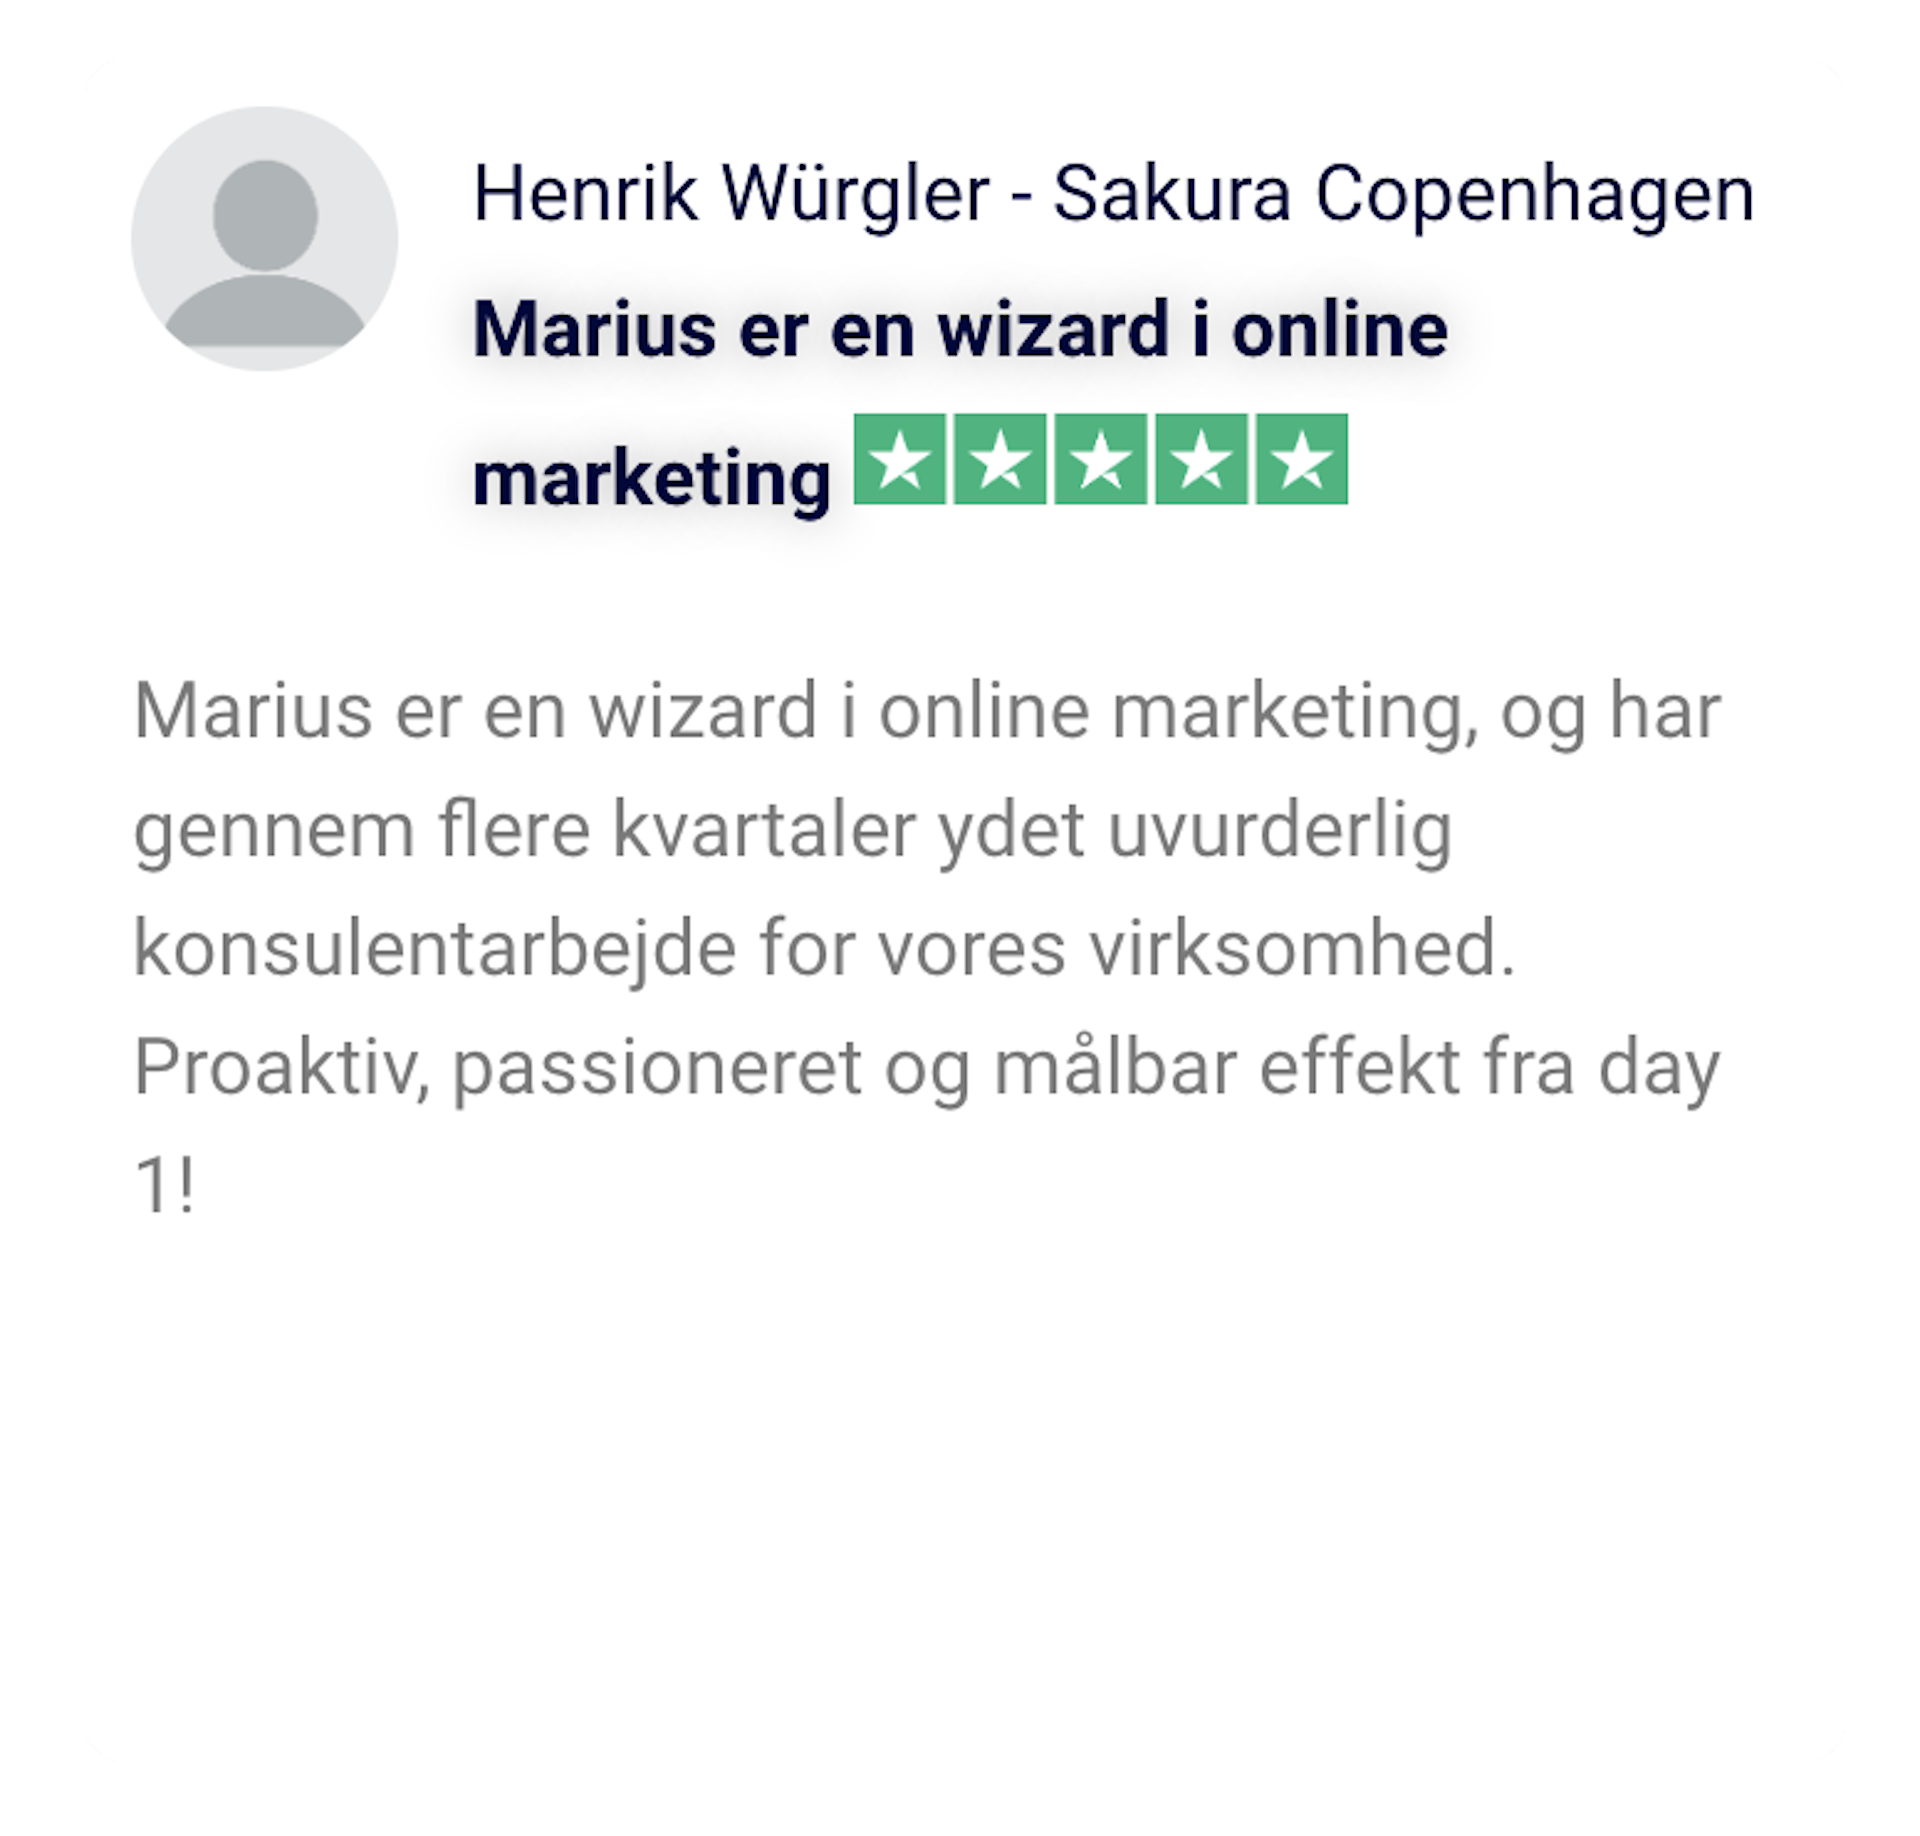 Henrik Würgler - Sakura Copenhagen
Marius er en wizard i online
marketing
Marius er en wizard i online marketing, og har
gennem flere kvartaler ydet uvurderlig
konsulentarbejde for vores virksomhed.
Proaktiv, passioneret og målbar effekt fra day
1!